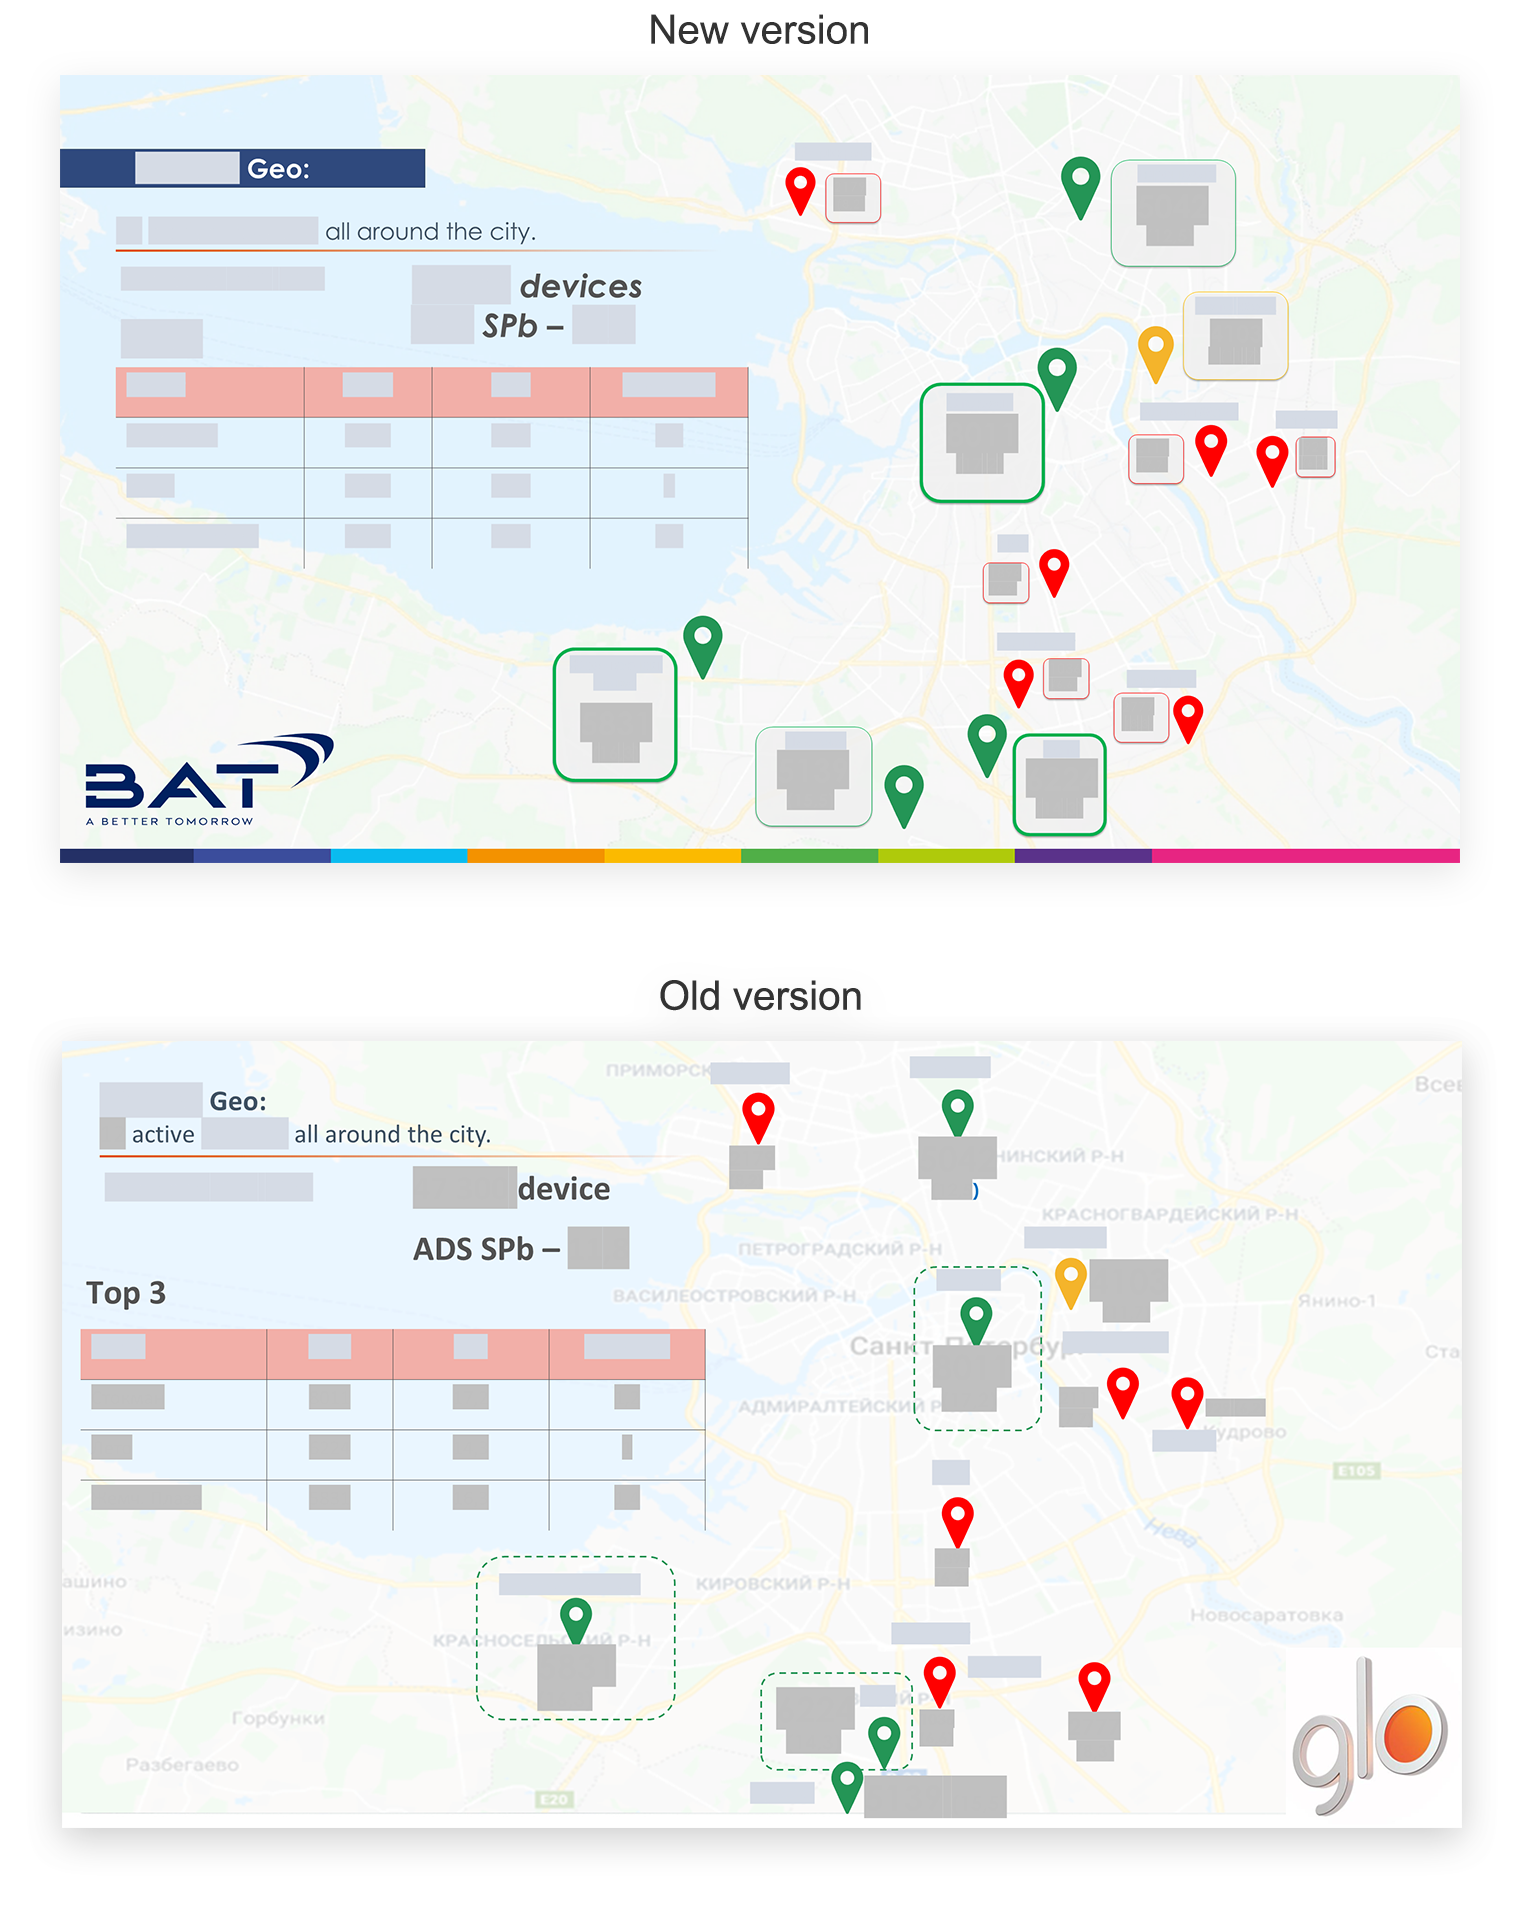 New version
Geo:
all around the city.
devices
SPb –
BAT
A BETTER TOMORROW
Old version
ПРИМОРСК
Всев
Geo:
active all around the city.
НИНСКИЙ Р-Н
device
)
КРАСНОГВАРДЕЙСКИЙ Р-Н
ADS SPb –
ПЕТРОГРАДСКИЙ Р-Н
Top 3
ВАСИЛЕОСТРОВСКИЙ Р-Н
Янино-1
Санкт-Петербург
Ста
АДМИРАЛТЕЙСКИЙ Р
Кудрово
E105
Нева
КИРОВСКИЙ Р-Н
Новосаратовка
ашино
изино
КРАСНОСЕЛЬСКИЙ Р-Н
Горбунки
Разбегаево
E20
glo